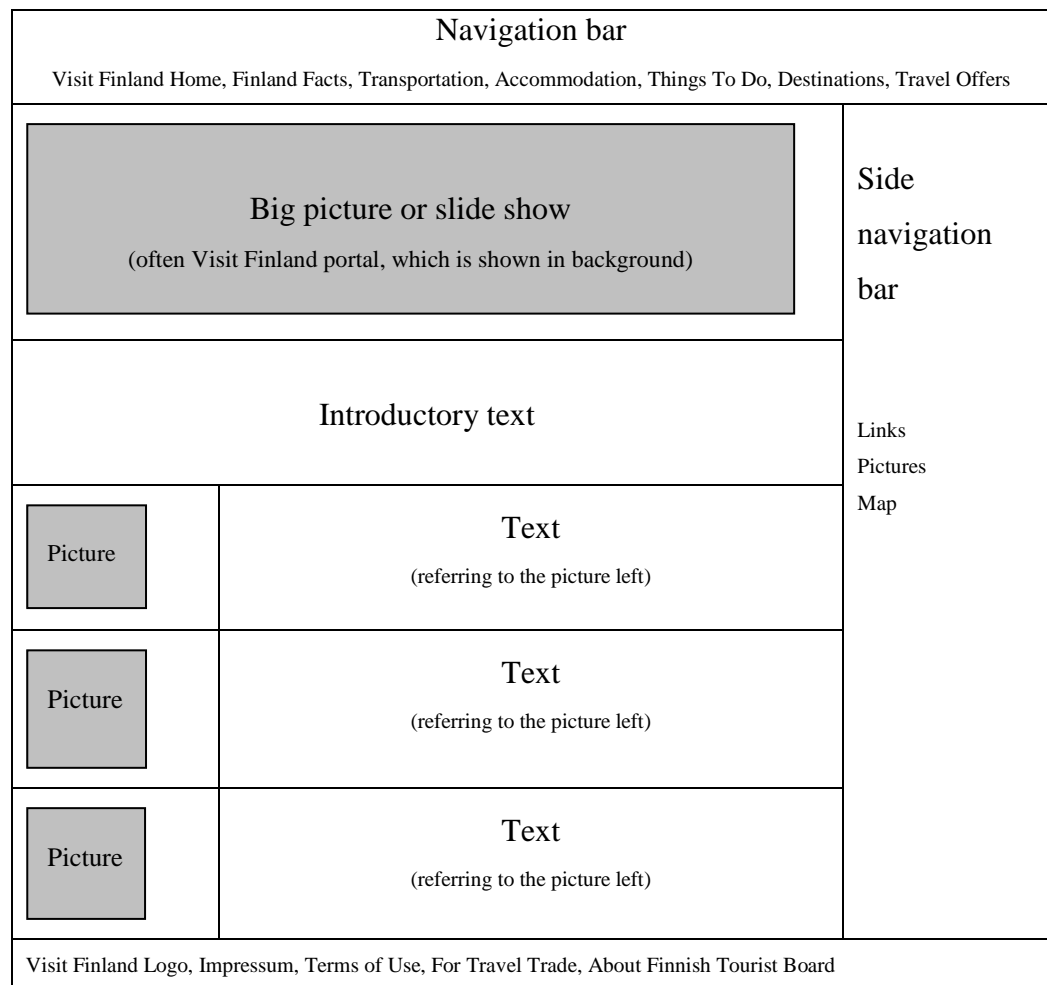 Navigation bar
Visit Finland Home, Finland Facts, Transportation, Accommodation, Things To Do, Destinations, Travel Offers
Big picture or slide show
(often Visit Finland portal, which is shown in background)
Side
navigation
bar
Links
Pictures
Map
Introductory text
Picture
Text
(referring to the picture left)
Picture
Text
(referring to the picture left)
Picture
Text
(referring to the picture left)
Visit Finland Logo, Impressum, Terms of Use, For Travel Trade, About Finnish Tourist Board